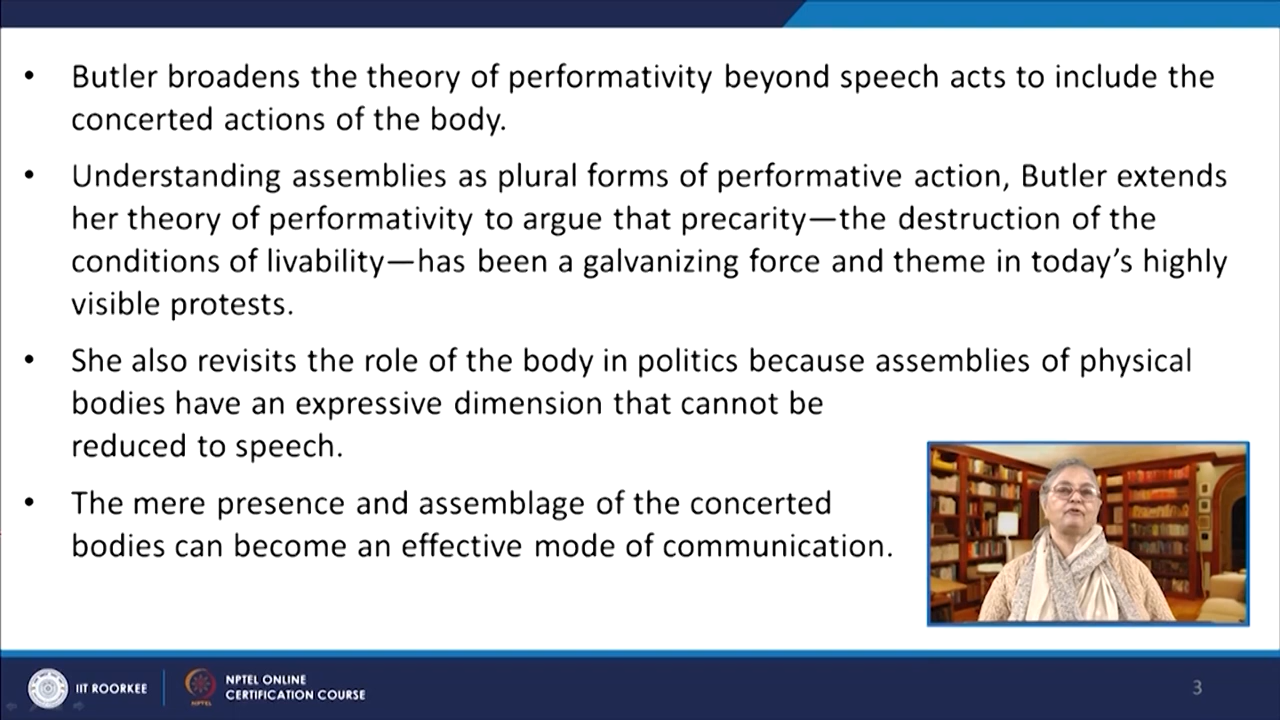 • Butler broadens the theory of performativity beyond speech acts to include the
concerted actions of the body.
• Understanding assemblies as plural forms of performative action, Butler extends
her theory of performativity to argue that precarity—the destruction of the
conditions of livability—has been a galvanizing force and theme in today’s highly
visible protests.
• She also revisits the role of the body in politics because assemblies of physical
bodies have an expressive dimension that cannot be
reduced to speech.
• The mere presence and assemblage of the concerted
bodies can become an effective mode of communication.
IIT ROORKEE
NPTEL
NPTEL ONLINE
CERTIFICATION COURSE
3